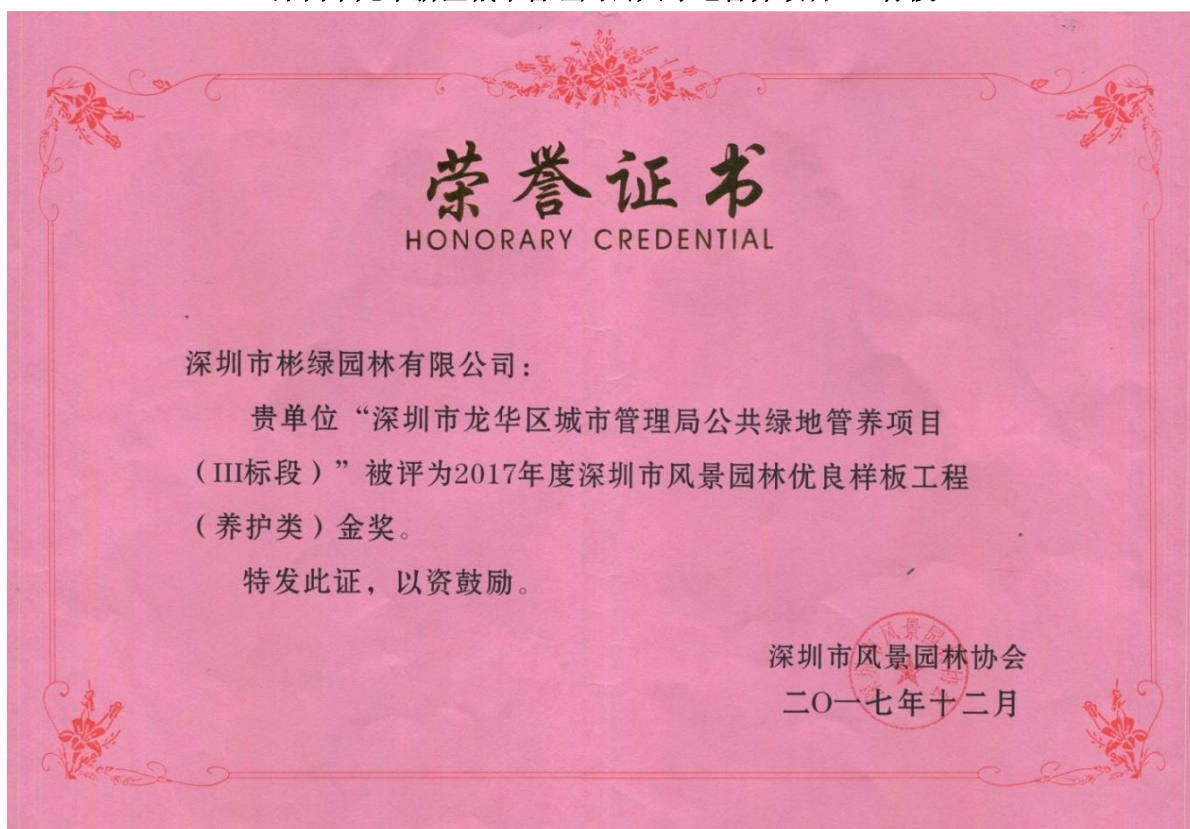 荣誉证书
HONORARY CREDENTIAL
深圳市彬绿园林有限公司：
贵单位“深圳市龙华区城市管理局公共绿地管养项目
（III标段）”被评为2017年度深圳市风景园林优良样板工程
（养护类）金奖。
特发此证，以资鼓励。
深圳市风景园林协会
二〇一七年十二月